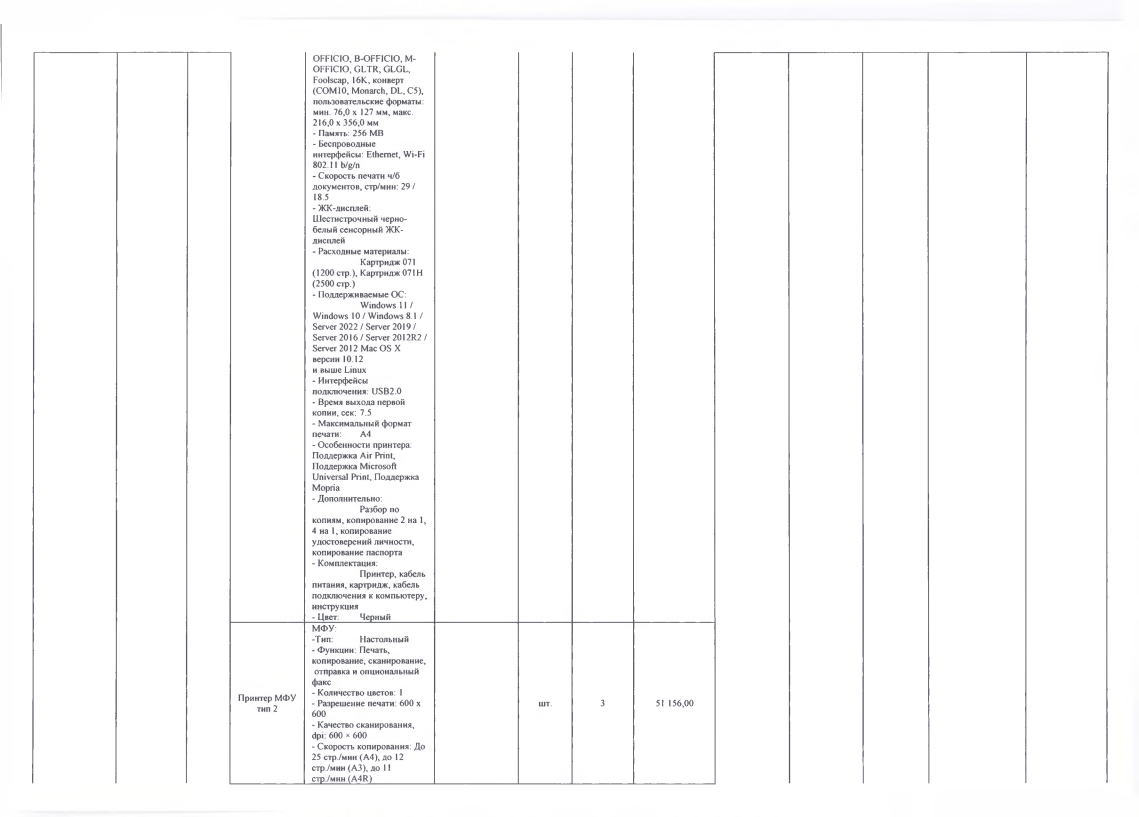 OFFICIO, B-OFFICIO, M-
OFFICIO, GLTR, GLGL,
Foolscap, 16K, конверт
(COM10, Monarch, DL, C5),
пользовательские форматы:
мин. 76,0 х 127 мм, макс.
216,0 х 356,0 мм
- Память: 256 MB
- Беспроводные
интерфейсы: Ethernet, Wi-Fi
802.11 b/g/n
- Скорость печати ч/б
документов, стр/мин: 29 /
18.5
- ЖК-дисплей:
Шестистрочный черно-
белый сенсорный ЖК-
дисплей
- Расходные материалы:
Картридж 071
(1200 стр.), Картридж 071H
(2500 стр.)
- Поддерживаемые ОС:
Windows 11 /
Windows 10 / Windows 8.1 /
Server 2022 / Server 2019 /
Server 2016 / Server 2012R2 /
Server 2012 Mac OS X
версии 10.12
и выше Linux
- Интерфейсы
подключения: USB2.0
- Время выхода первой
копии, сек: 7.5
- Максимальный формат
печати: A4
- Особенности принтера:
Поддержка Air Print,
Поддержка Microsoft
Universal Print, Поддержка
Mopria
- Дополнительно:
Разбор по
копиям, копирование 2 на 1,
4 на 1, копирование
удостоверений личности,
копирование паспорта
- Комплектация:
Принтер, кабель
питания, картридж, кабель
подключения к компьютеру,
инструкция
- Цвет: Черный
Принтер МФУ
тип 2
МФУ:
-Тип: Настольный
- Функции: Печать,
копирование, сканирование,
отправка и опциональный
факс
- Количество цветов: 1
- Разрешение печати: 600 x
600
- Качество сканирования,
dpi: 600 × 600
- Скорость копирования: До
25 стр./мин (A4), до 12
стр./мин (A3), до 11
стр./мин (A4R)
шт.
3
51 156,00